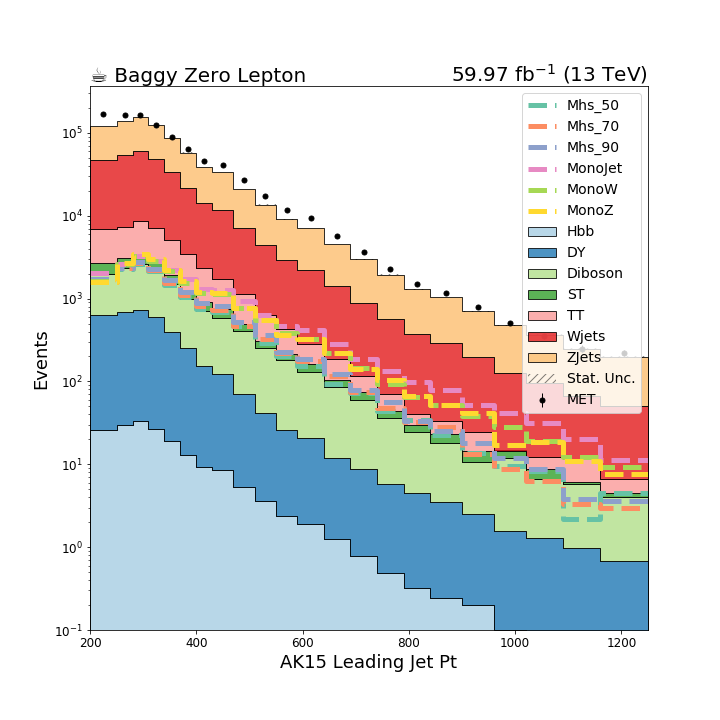 ☕ Baggy Zero Lepton
59.97 fb⁻¹ (13 TeV)
Mhs_50
Mhs_70
Mhs_90
MonoJet
MonoW
MonoZ
Hbb
DY
Diboson
ST
TT
Wjets
ZJets
Stat. Unc.
MET
Events
10⁵
10⁴
10³
10²
10¹
10⁰
10⁻¹
200 400 600 800 1000 1200
AK15 Leading Jet Pt